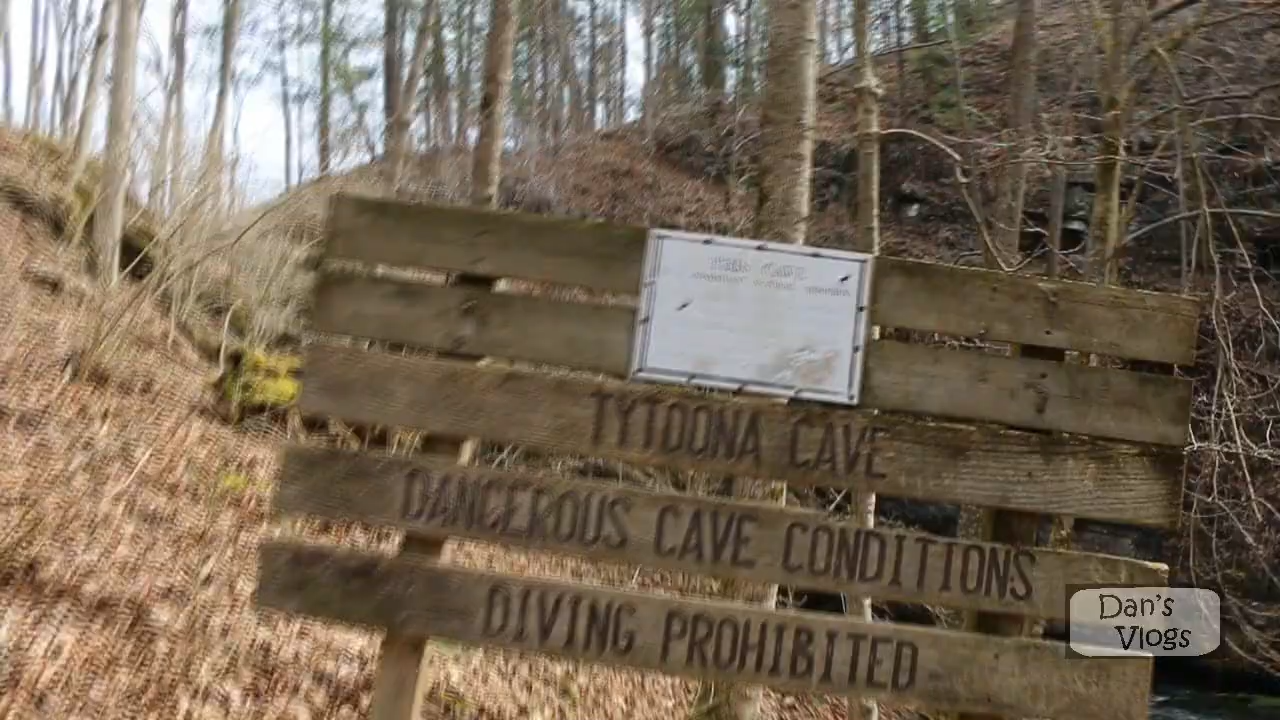 TYTOONA CAVE
DANGEROUS CAVE CONDITIONS
DIVING PROHIBITED
Dan's
Vlogs